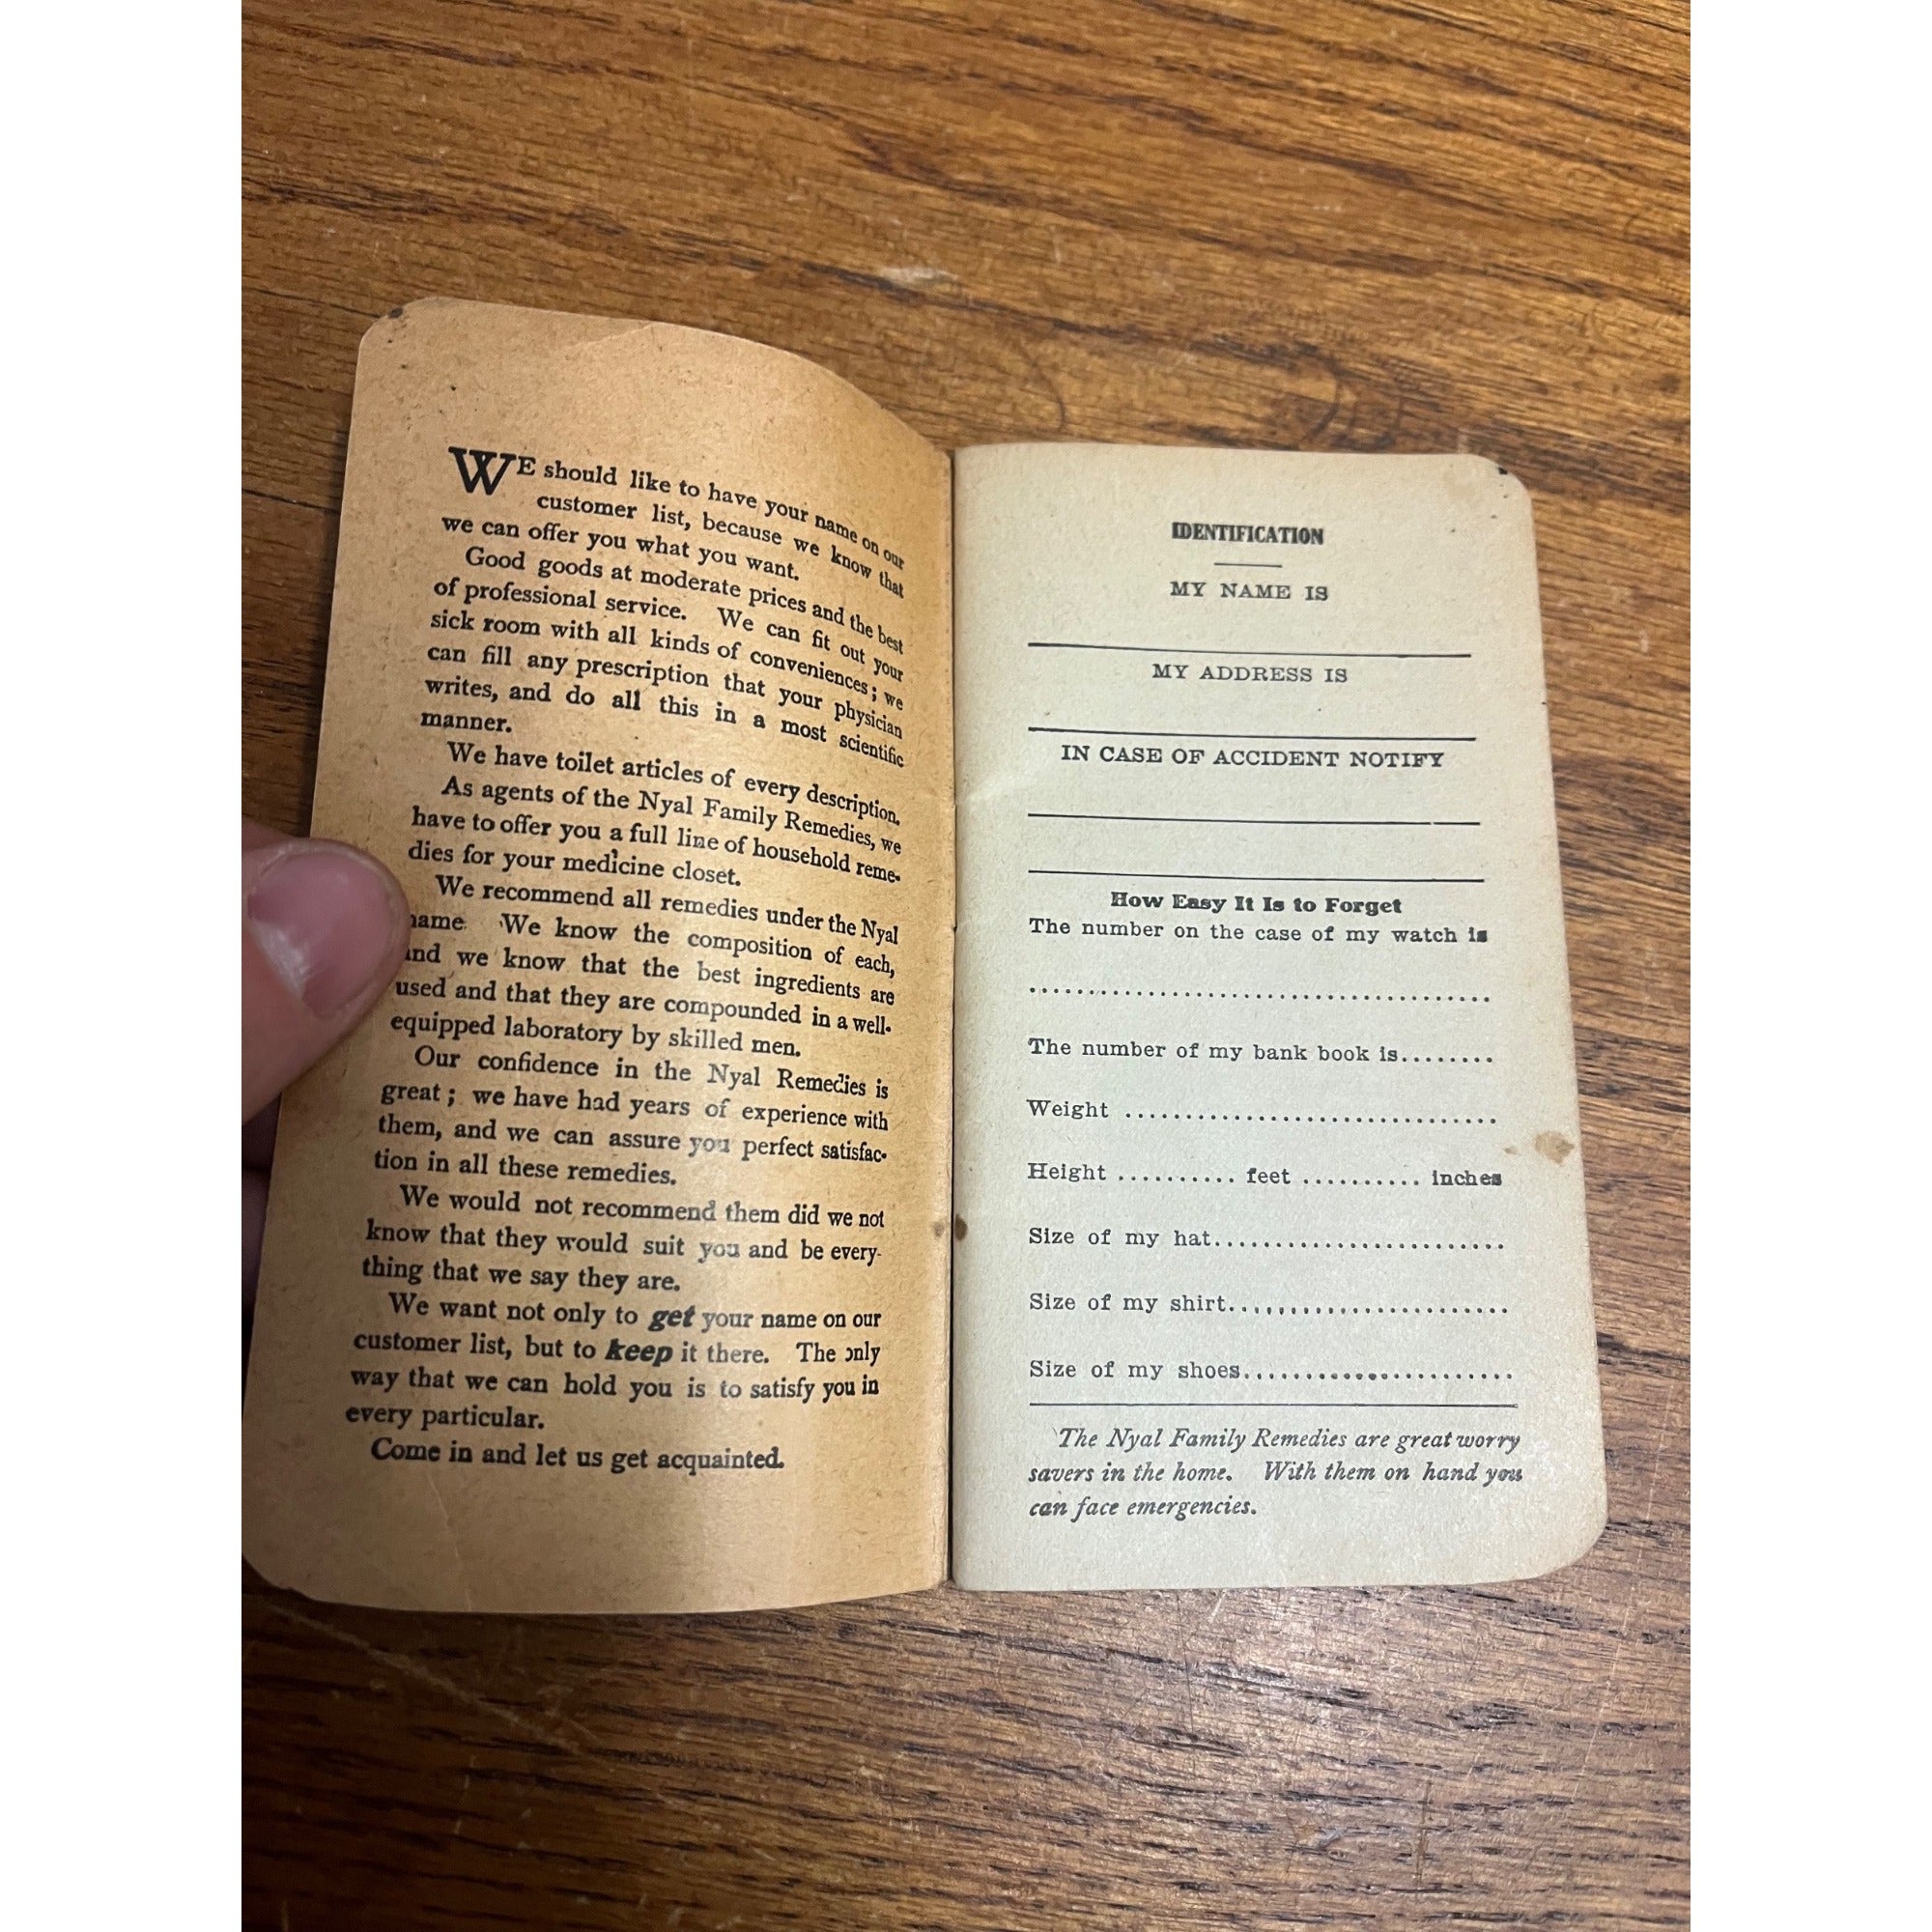 WE should like to have your name on our
customer list, because we know that
we can offer you what you want.
Good goods at moderate prices and the best
of professional service. We can fit out your
sick room with all kinds of conveniences; we
can fill any prescription that your physician
writes, and do all this in a most scientific
manner.
We have toilet articles of every description.
As agents of the Nyal Family Remedies, we
have to offer you a full line of household reme-
dies for your medicine closet.
We recommend all remedies under the Nyal
name. We know the composition of each,
and we know that the best ingredients are
used and that they are compounded in a well-
equipped laboratory by skilled men.
Our confidence in the Nyal Remedies is
great; we have had years of experience with
them, and we can assure you perfect satisfac-
tion in all these remedies.
We would not recommend them did we not
know that they would suit you and be every-
thing that we say they are.
We want not only to get your name on our
customer list, but to keep it there. The only
way that we can hold you is to satisfy you in
every particular.
Come in and let us get acquainted.
IDENTIFICATION
MY NAME IS
MY ADDRESS IS
IN CASE OF ACCIDENT NOTIFY
How Easy It Is to Forget
The number on the case of my watch is
.......................................
The number of my bank book is........
Weight ...............................
Height .......... feet .......... inches
Size of my hat........................
Size of my shirt.......................
Size of my shoes......................
The Nyal Family Remedies are great worry
savers in the home. With them on hand you
can face emergencies.